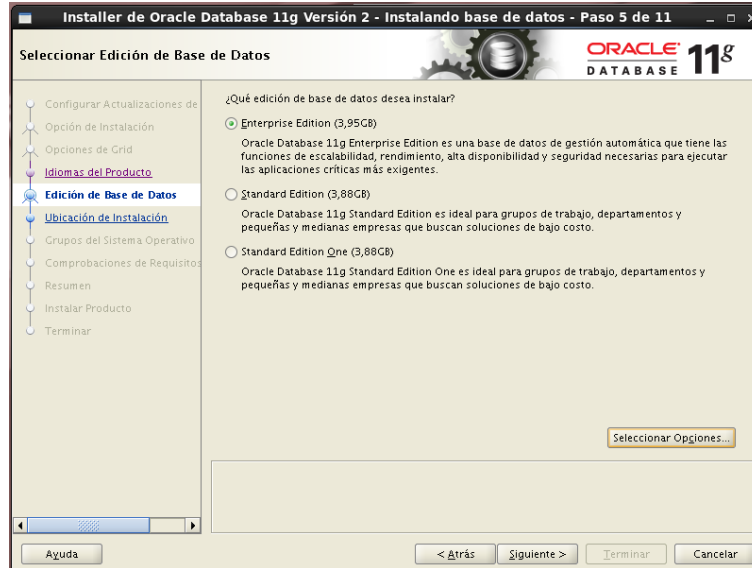 Installer de Oracle Database 11g Versión 2 - Instalando base de datos - Paso 5 de 11
Seleccionar Edición de Base de Datos
ORACLE 11g
DATABASE
Configurar Actualizaciones de
Opción de Instalación
Opciones de Grid
Idiomas del Producto
Edición de Base de Datos
Ubicación de Instalación
Grupos del Sistema Operativo
Comprobaciones de Requisitos
Resumen
Instalar Producto
Terminar
¿Qué edición de base de datos desea instalar?
Enterprise Edition (3,95GB)
Oracle Database 11g Enterprise Edition es una base de datos de gestión automática que tiene las
funciones de escalabilidad, rendimiento, alta disponibilidad y seguridad necesarias para ejecutar
las aplicaciones críticas más exigentes.
Standard Edition (3,88GB)
Oracle Database 11g Standard Edition es ideal para grupos de trabajo, departamentos y
pequeñas y medianas empresas que buscan soluciones de bajo costo.
Standard Edition One (3,88GB)
Oracle Database 11g Standard Edition One es ideal para grupos de trabajo, departamentos y
pequeñas y medianas empresas que buscan soluciones de bajo costo.
Seleccionar Opciones...
Ayuda
< Atrás
Siguiente >
Terminar
Cancelar